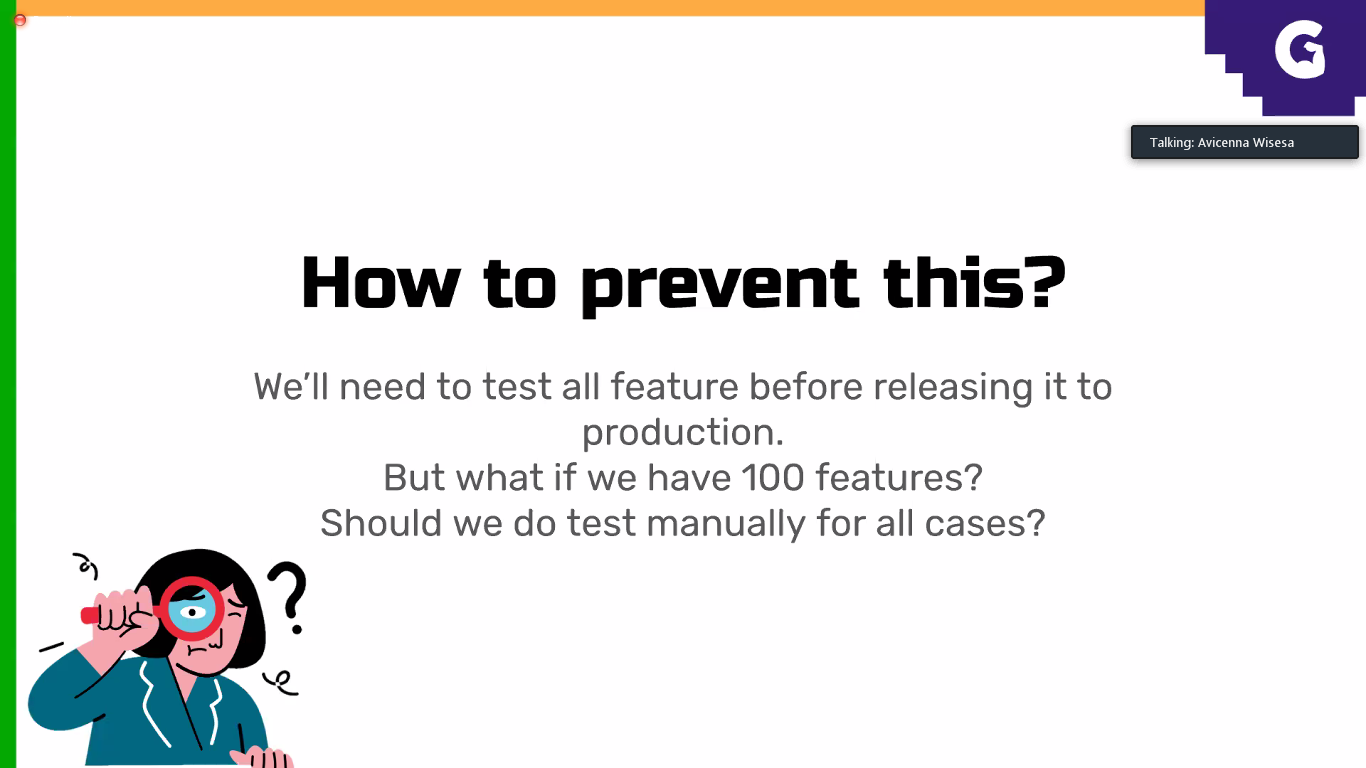 G
Talking: Avicenna Wisesa
How to prevent this?
We’ll need to test all feature before releasing it to
production.
But what if we have 100 features?
Should we do test manually for all cases?
?